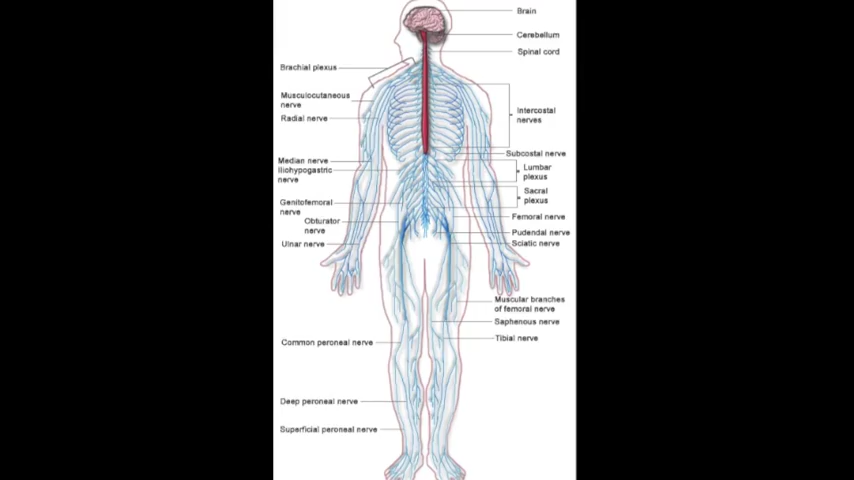 Brain
Cerebellum
Spinal cord
Brachial plexus
Musculocutaneous
nerve
Radial nerve
Intercostal
nerves
Subcostal nerve
Median nerve
Iliohypogastric
nerve
Lumbar
plexus
Sacral
plexus
Genitofemoral
nerve
Obturator
nerve
Ulnar nerve
Femoral nerve
Pudendal nerve
Sciatic nerve
Muscular branches
of femoral nerve
Saphenous nerve
Tibial nerve
Common peroneal nerve
Deep peroneal nerve
Superficial peroneal nerve